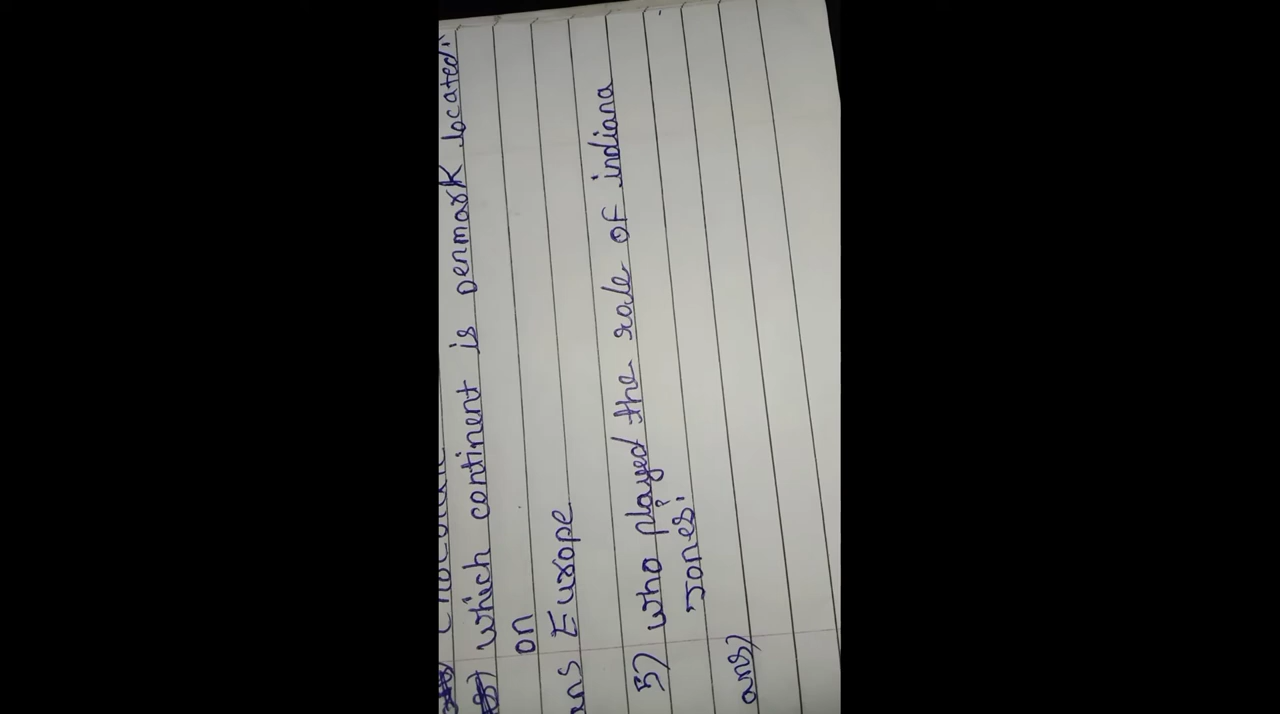 which continent is Denmark located?
on
ans Europe
5) who played the role of indiana
Jones?
ans)